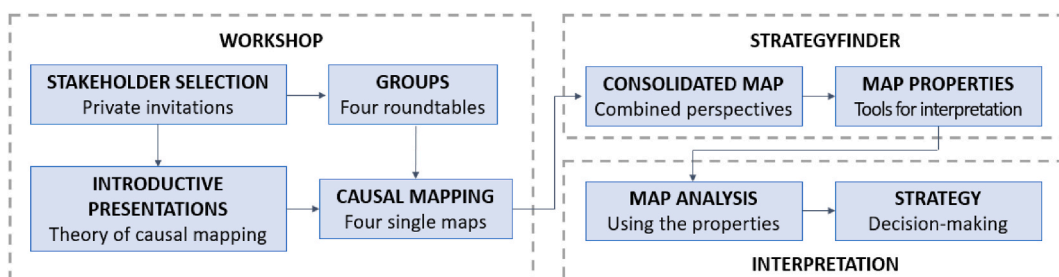 WORKSHOP
STAKEHOLDER SELECTION
Private invitations
GROUPS
Four roundtables
INTRODUCTIVE
PRESENTATIONS
Theory of causal mapping
CAUSAL MAPPING
Four single maps
STRATEGYFINDER
CONSOLIDATED MAP
Combined perspectives
MAP PROPERTIES
Tools for interpretation
MAP ANALYSIS
Using the properties
STRATEGY
Decision-making
INTERPRETATION